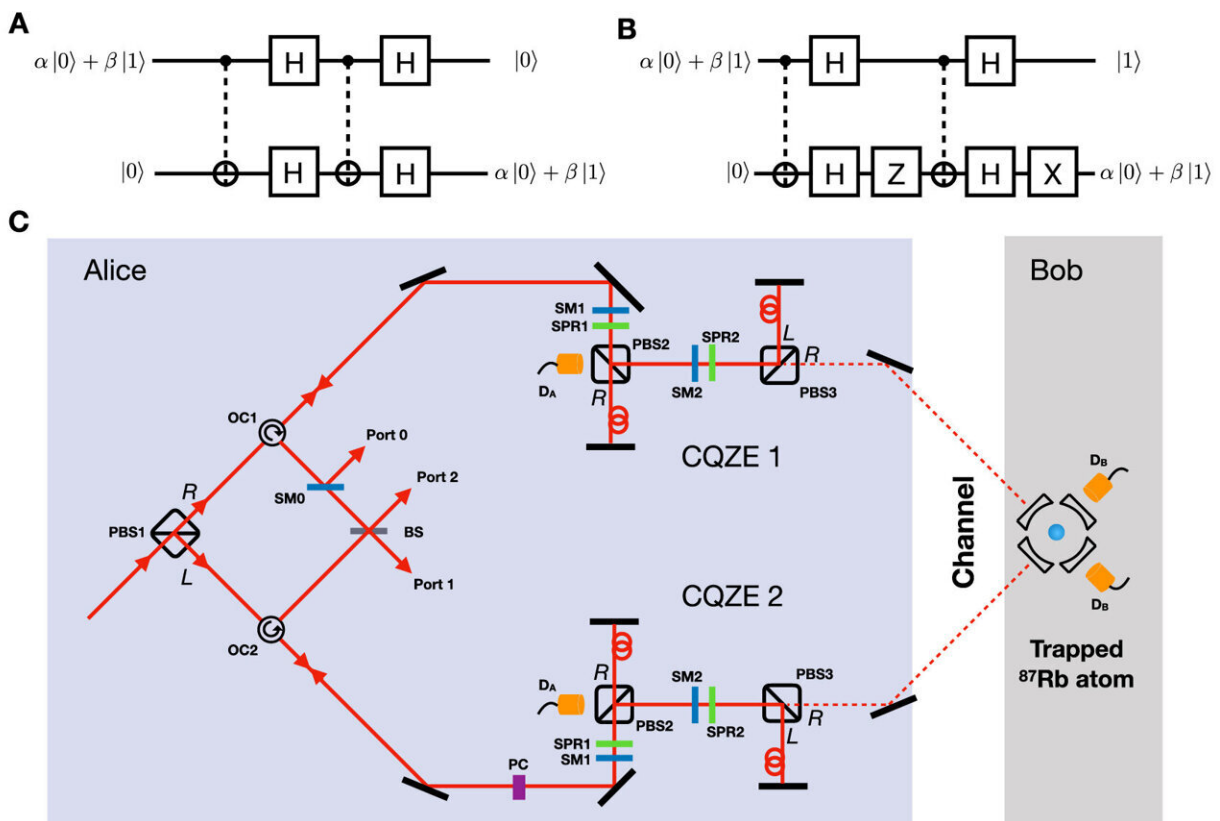 A
α|0⟩ + β|1⟩ H H |0⟩
|0⟩ H H α|0⟩ + β|1⟩
B
α|0⟩ + β|1⟩ H H |1⟩
|0⟩ H Z H X α|0⟩ + β|1⟩
C
Alice
Bob
SM1
SPR1
PBS2
DA
R
SM2
SPR2
L
R
PBS3
CQZE 1
OC1
Port 0
SM0
Port 2
R
PBS1
L
BS
Port 1
OC2
Channel
DB
DB
Trapped
⁸⁷Rb atom
CQZE 2
R
DA
PBS2
SM2
SPR2
PBS3
R
L
SPR1
SM1
PC